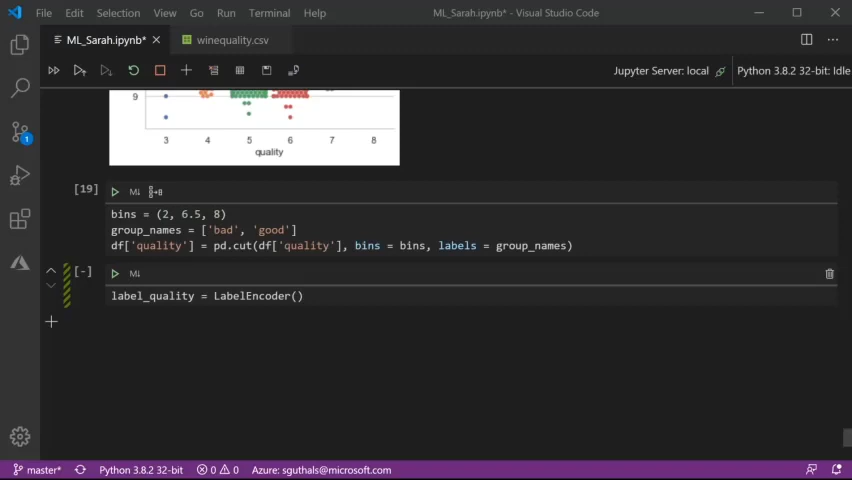 File Edit Selection View Go Run Terminal Help ML_Sarah.ipynb* - Visual Studio Code
ML_Sarah.ipynb* winequality.csv
Jupyter Server: local Python 3.8.2 32-bit: Idle
9
3 4 5 6 7 8
quality
[19] M↓
bins = (2, 6.5, 8)
group_names = ['bad', 'good']
df['quality'] = pd.cut(df['quality'], bins = bins, labels = group_names)
[-] M↓
label_quality = LabelEncoder()
1
master* Python 3.8.2 32-bit 0 0 Azure: sguthals@microsoft.com